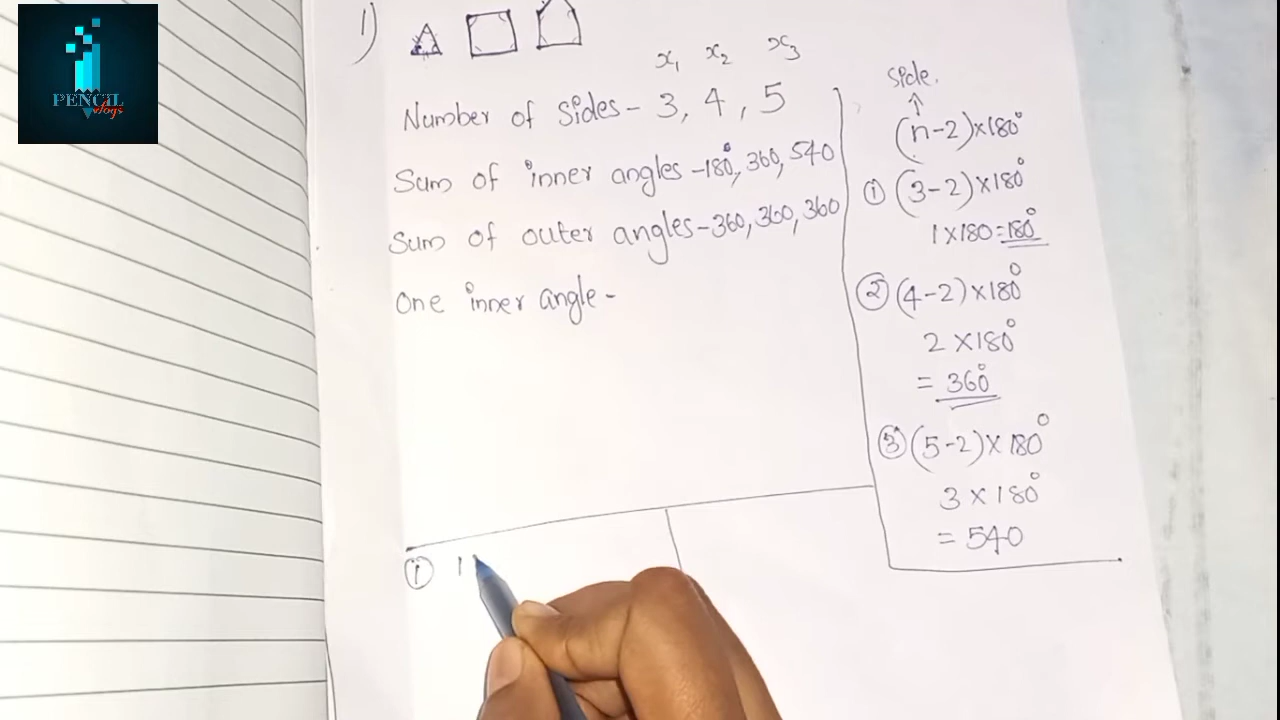 PENCIL
vlogs
1)
x₁ x₂ x₃
Number of sides - 3, 4, 5
Sum of inner angles - 180°, 360, 540
Sum of outer angles - 360, 360, 360
One inner angle -
① 1
side.
↑
(n-2)×180°
① (3-2)×180°
1×180=180°
② (4-2)×180°
2×180°
= 360°
③ (5-2)×180°
3×180°
= 540